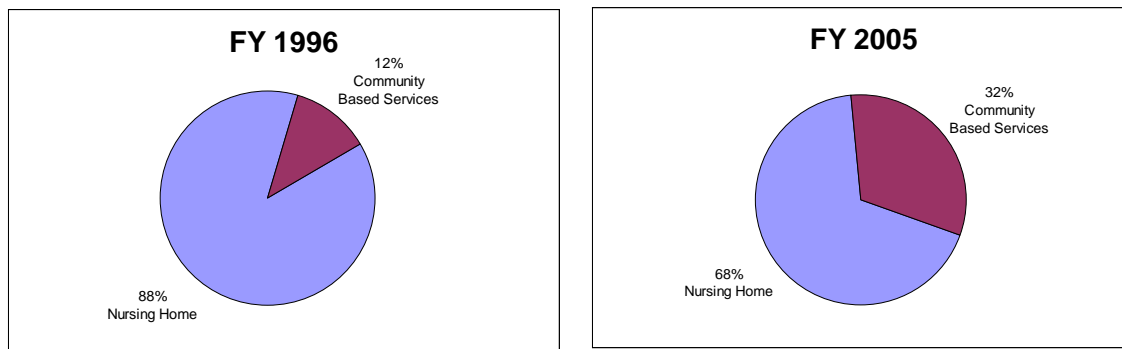 FY 1996
12%
Community
Based Services
88%
Nursing Home
FY 2005
32%
Community
Based Services
68%
Nursing Home